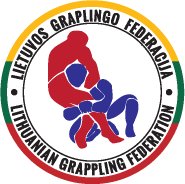 LIETUVOS GRAPLINGO FEDERACIJA
LITHUANIAN GRAPPLING FEDERATION